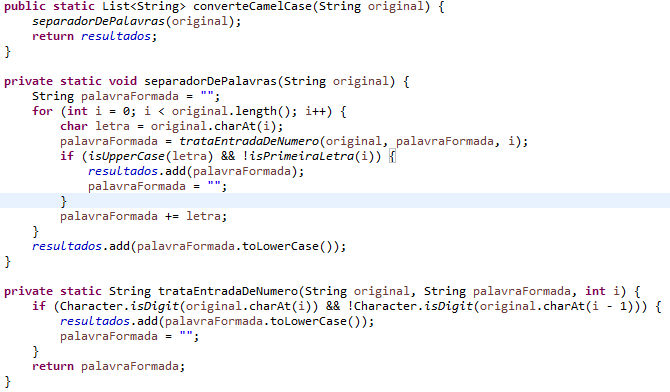 public static List<String> converteCamelCase(String original) {
    separadorDePalavras(original);
    return resultados;
}

private static void separadorDePalavras(String original) {
    String palavraFormada = "";
    for (int i = 0; i < original.length(); i++) {
        char letra = original.charAt(i);
        palavraFormada = trataEntradaDeNumero(original, palavraFormada, i);
        if (isUpperCase(letra) && !isPrimeiraLetra(i)) {
            resultados.add(palavraFormada);
            palavraFormada = "";
        }
        palavraFormada += letra;
    }
    resultados.add(palavraFormada.toLowerCase());
}

private static String trataEntradaDeNumero(String original, String palavraFormada, int i) {
    if (Character.isDigit(original.charAt(i)) && !Character.isDigit(original.charAt(i - 1))) {
        resultados.add(palavraFormada.toLowerCase());
        palavraFormada = "";
    }
    return palavraFormada;
}